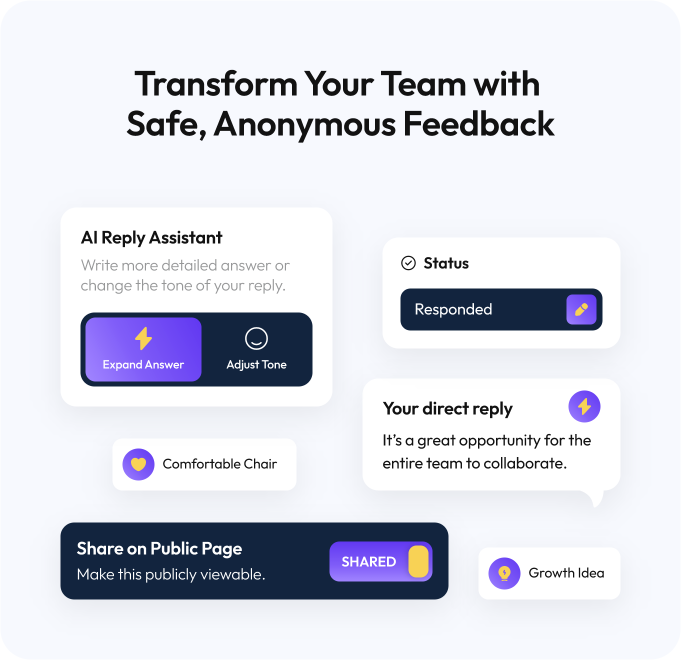 Transform Your Team with
Safe, Anonymous Feedback
AI Reply Assistant
Write more detailed answer or
change the tone of your reply.
Expand Answer
Adjust Tone
Status
Responded
Your direct reply
It's a great opportunity for the
entire team to collaborate.
Comfortable Chair
Share on Public Page
Make this publicly viewable.
SHARED
Growth Idea